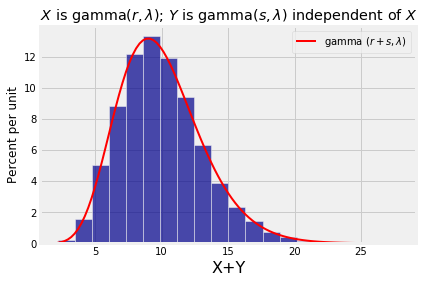 X is gamma(r, λ); Y is gamma(s, λ) independent of X
gamma (r + s, λ)
Percent per unit
12
10
8
6
4
2
0
5 10 15 20 25
X+Y